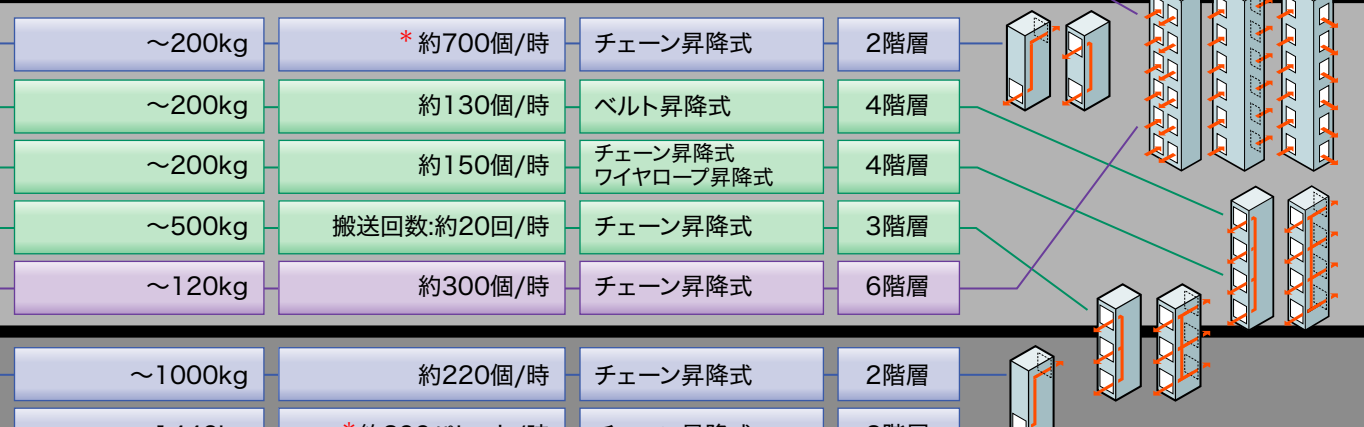 ～200kg ＊約700個/時 チェーン昇降式 2階層
～200kg 約130個/時 ベルト昇降式 4階層
～200kg 約150個/時 チェーン昇降式 4階層
ワイヤロープ昇降式
～500kg 搬送回数:約20回/時 チェーン昇降式 3階層
～120kg 約300個/時 チェーン昇降式 6階層
～1000kg 約220個/時 チェーン昇降式 2階層